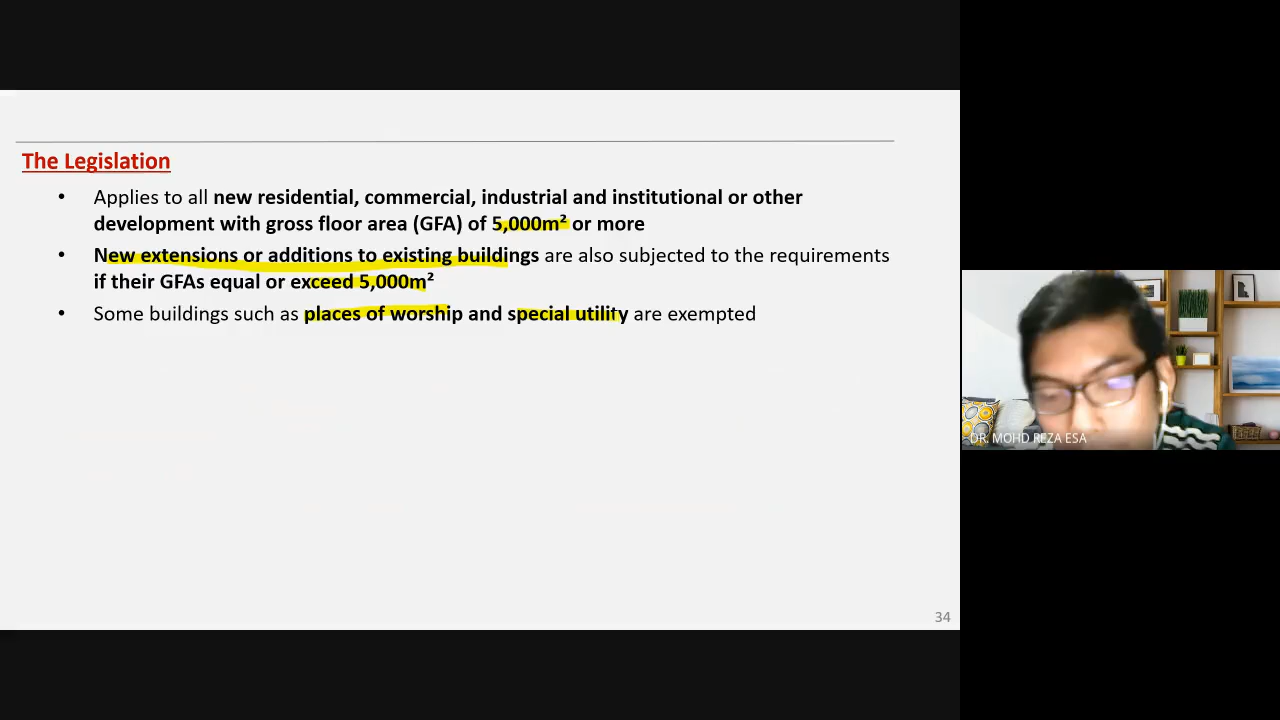 The Legislation
• Applies to all new residential, commercial, industrial and institutional or other
development with gross floor area (GFA) of 5,000m² or more
• New extensions or additions to existing buildings are also subjected to the requirements
if their GFAs equal or exceed 5,000m²
• Some buildings such as places of worship and special utility are exempted
DR. MOHD REZA ESA
34